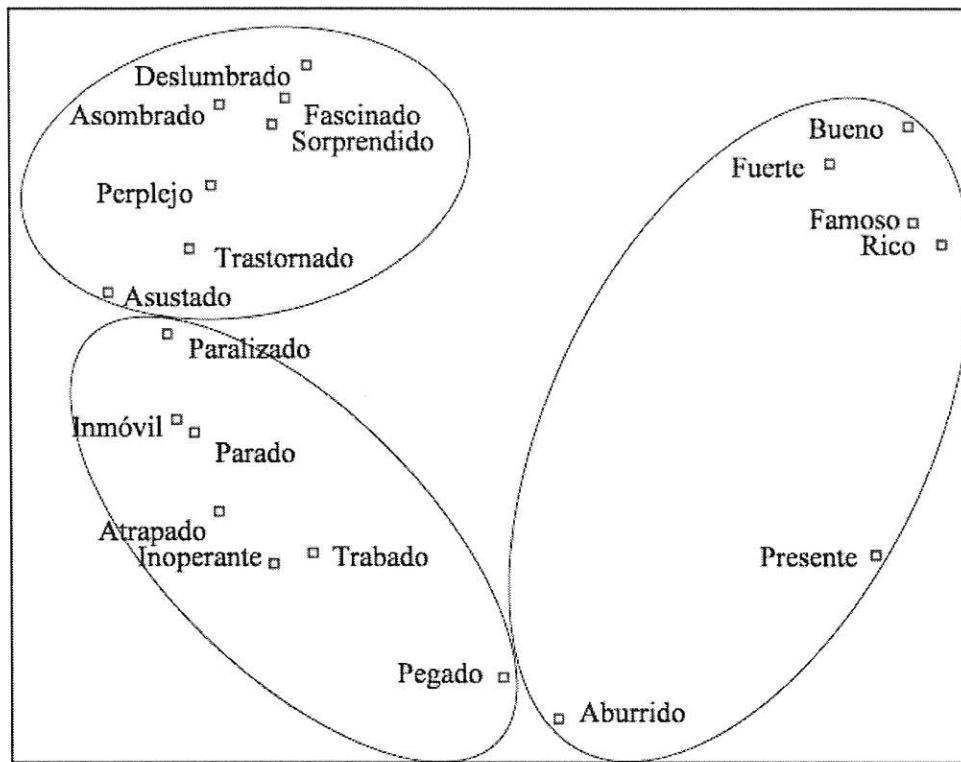 Deslumbrado
Asombrado
Fascinado
Sorprendido
Perplejo
Trastornado
Asustado
Paralizado
Inmóvil
Parado
Atrapado
Inoperante
Trabado
Pegado
Bueno
Fuerte
Famoso
Rico
Presente
Aburrido